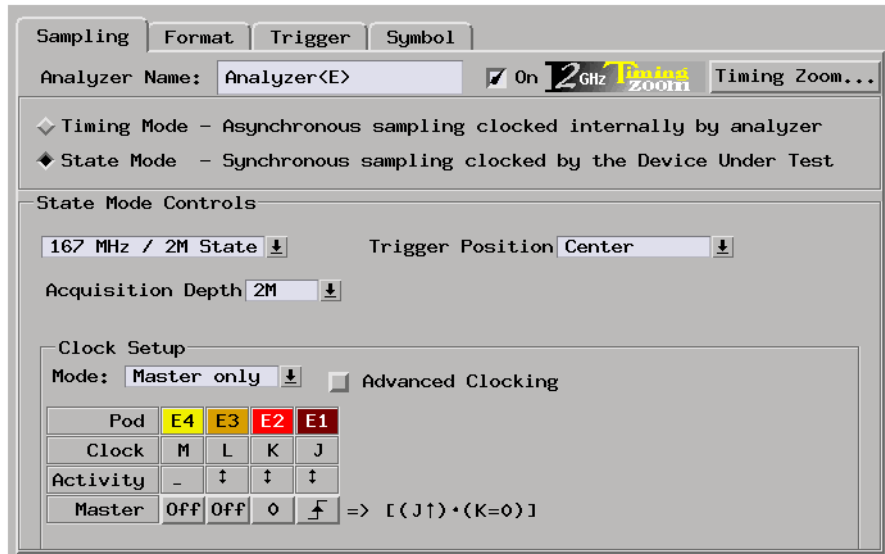 Sampling Format Trigger Symbol
Analyzer Name: Analyzer<E> On 2GHz Timing zoom Timing Zoom...
Timing Mode – Asynchronous sampling clocked internally by analyzer
State Mode – Synchronous sampling clocked by the Device Under Test
State Mode Controls
167 MHz / 2M State Trigger Position Center
Acquisition Depth 2M
Clock Setup
Mode: Master only Advanced Clocking
Pod E4 E3 E2 E1
Clock M L K J
Activity – ↕ ↕ ↕
Master Off Off 0 => [(J↑)·(K=0)]